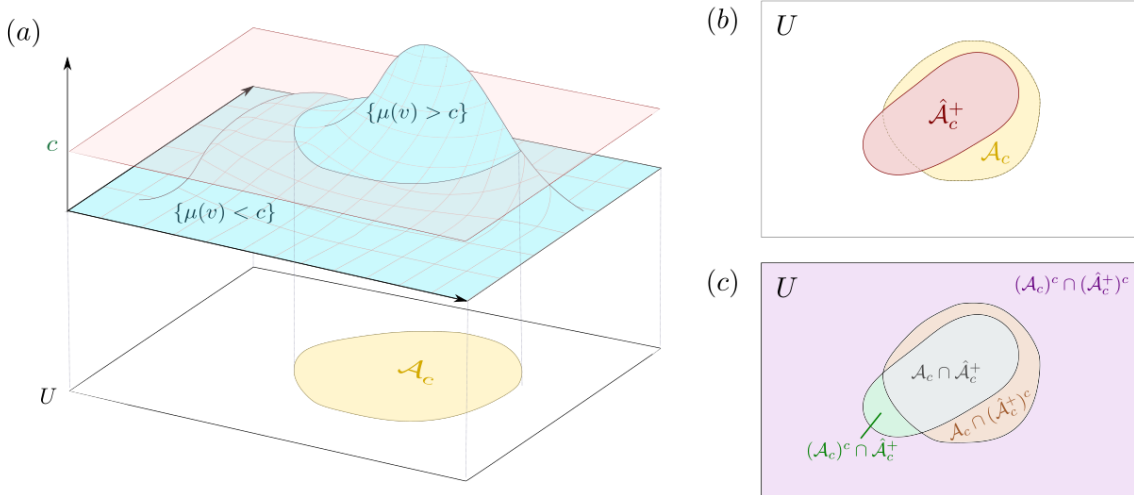 (a)
c
{μ(v) > c}
{μ(v) < c}
𝒜_c
U
(b)
U
𝒜̂_c^+
𝒜_c
(c)
U
(𝒜_c)^c ∩ (𝒜̂_c^+)^c
𝒜_c ∩ 𝒜̂_c^+
𝒜_c ∩ (𝒜̂_c^+)^c
(𝒜_c)^c ∩ 𝒜̂_c^+